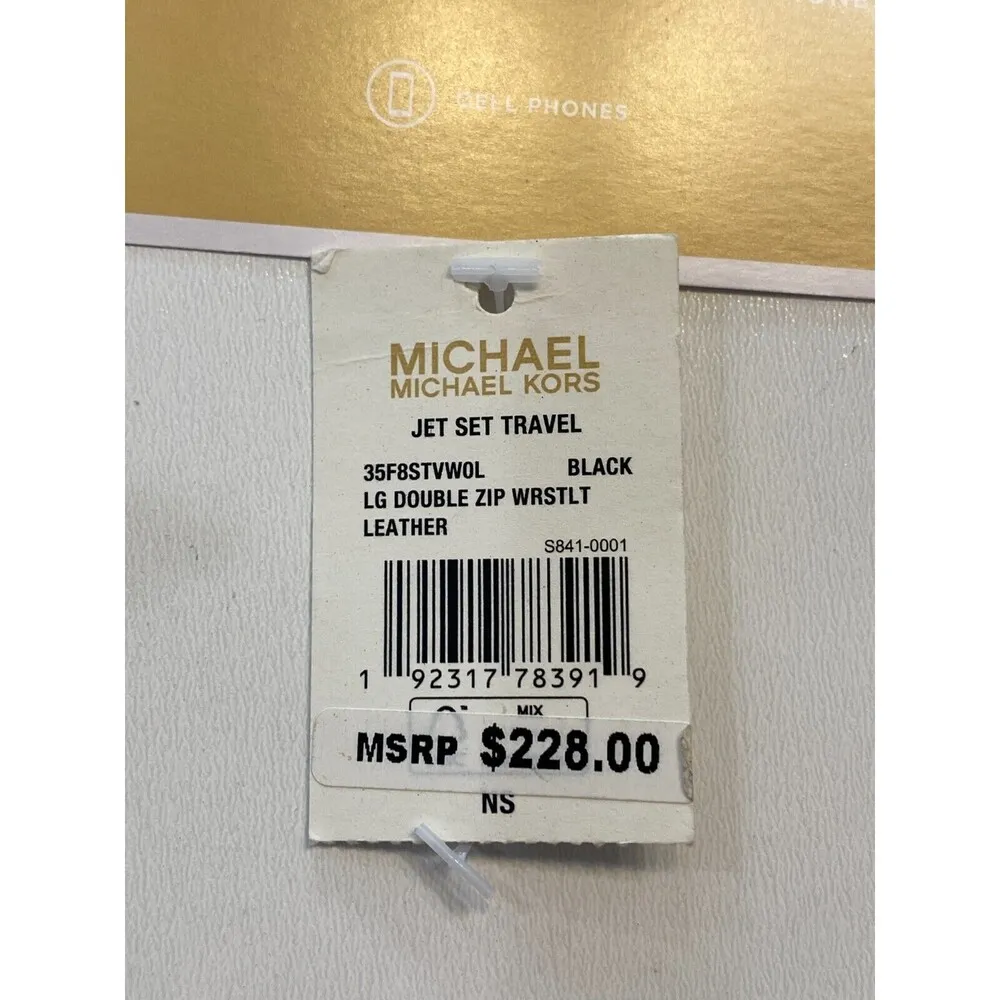 CELL PHONES
MICHAEL
MICHAEL KORS
JET SET TRAVEL
35F8STVW0L BLACK
LG DOUBLE ZIP WRSTLT
LEATHER
S841-0001
1 92317 78391 9
MIX
MSRP $228.00
NS